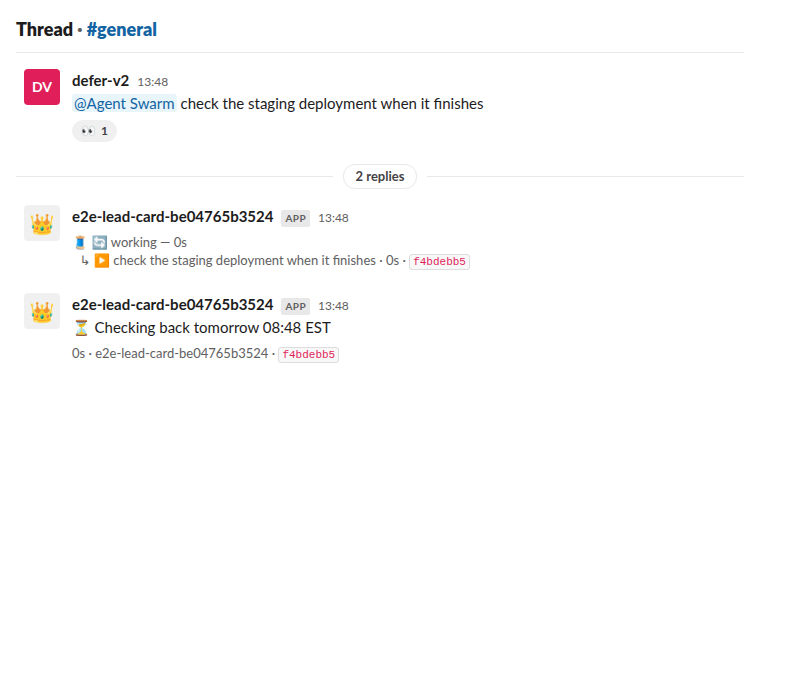 Thread • #general
DV
defer-v2 13:48
@Agent Swarm check the staging deployment when it finishes
👀 1
2 replies
e2e-lead-card-be04765b3524 APP 13:48
🧵 🔄 working — 0s
↳ ▶️ check the staging deployment when it finishes · 0s · f4bdebb5
e2e-lead-card-be04765b3524 APP 13:48
⏳ Checking back tomorrow 08:48 EST
0s · e2e-lead-card-be04765b3524 · f4bdebb5